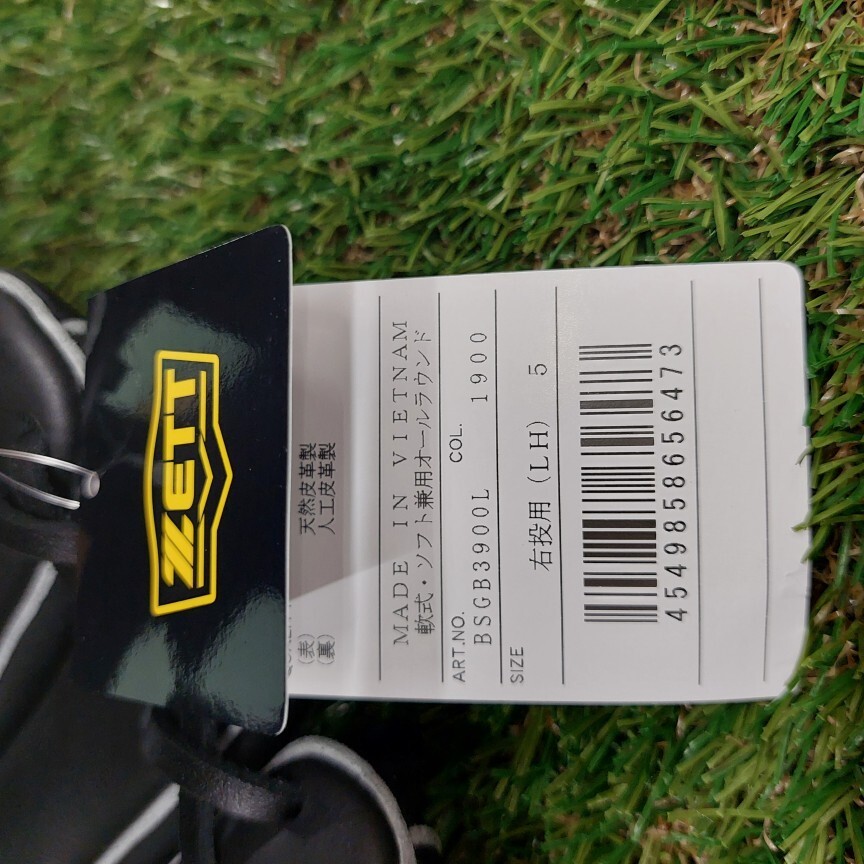 ZETT
(表) 天然皮革製
(裏) 人工皮革製
MADE IN VIETNAM
軟式・ソフト兼用オールラウンド
ART.NO. COL.
BSGB3900L 1900
SIZE
右投用 (LH) 5
4549858656473